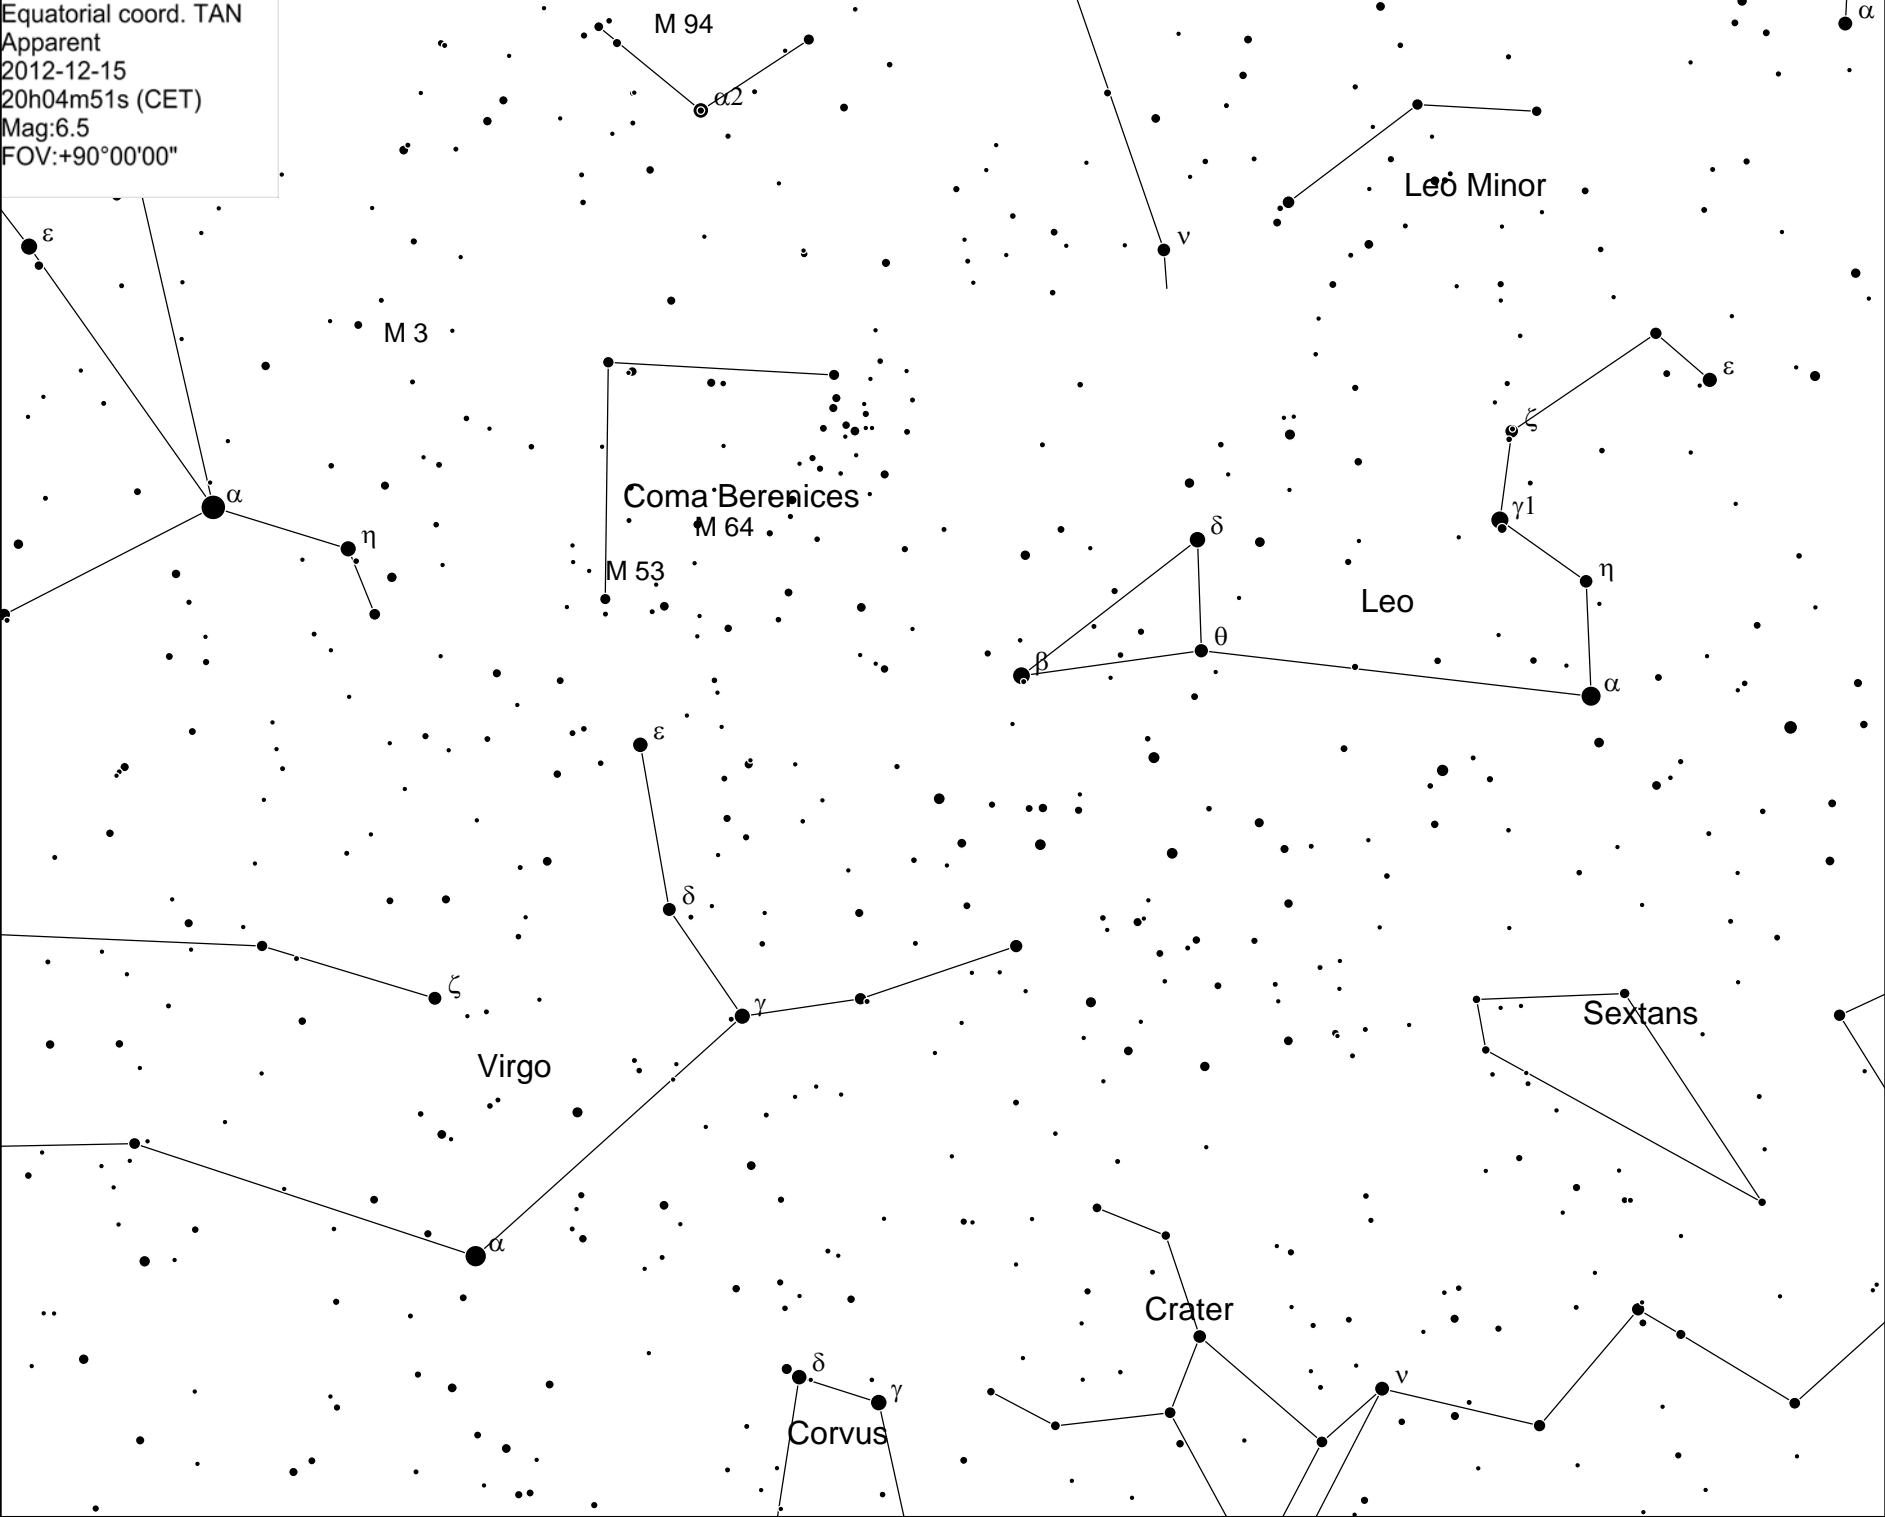 Equatorial coord. TAN
Apparent
2012-12-15
20h04m51s (CET)
Mag:6.5
FOV:+90°00'00"
M 94
α
α2
Leo Minor
ε
ν
M 3
ε
ζ
α
Coma Berenices
γ1
M 64
δ
η
M 53
η
Leo
θ
β
α
ε
δ
ζ
γ
Sextans
Virgo
α
Crater
δ
ν
γ
Corvus